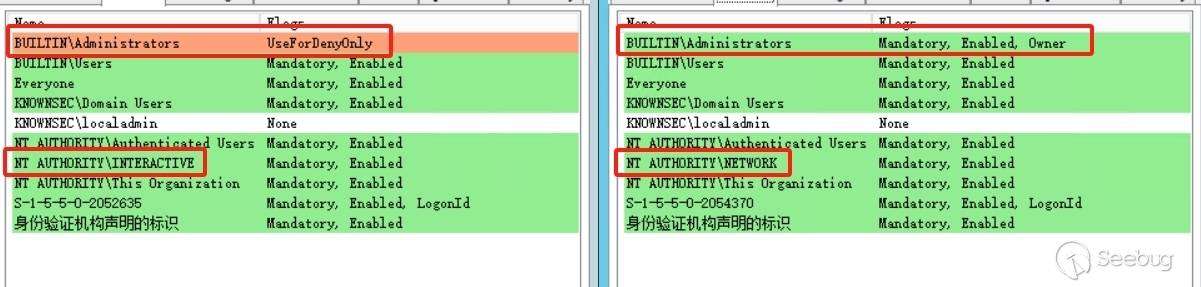 Name Flags
BUILTIN\Administrators UseForDenyOnly
BUILTIN\Users Mandatory, Enabled
Everyone Mandatory, Enabled
KNOWNSEC\Domain Users Mandatory, Enabled
KNOWNSEC\localadmin None
NT AUTHORITY\Authenticated Users Mandatory, Enabled
NT AUTHORITY\INTERACTIVE Mandatory, Enabled
NT AUTHORITY\This Organization Mandatory, Enabled
S-1-5-5-0-2052635 Mandatory, Enabled, LogonId
身份验证机构声明的标识 Mandatory, Enabled
Name Flags
BUILTIN\Administrators Mandatory, Enabled, Owner
BUILTIN\Users Mandatory, Enabled
Everyone Mandatory, Enabled
KNOWNSEC\Domain Users Mandatory, Enabled
KNOWNSEC\localadmin None
NT AUTHORITY\Authenticated Users Mandatory, Enabled
NT AUTHORITY\NETWORK Mandatory, Enabled
NT AUTHORITY\This Organization Mandatory, Enabled
S-1-5-5-0-2054370 Mandatory, Enabled, LogonId
身份验证机构声明的标识 Mandatory, Enabled
Seebug